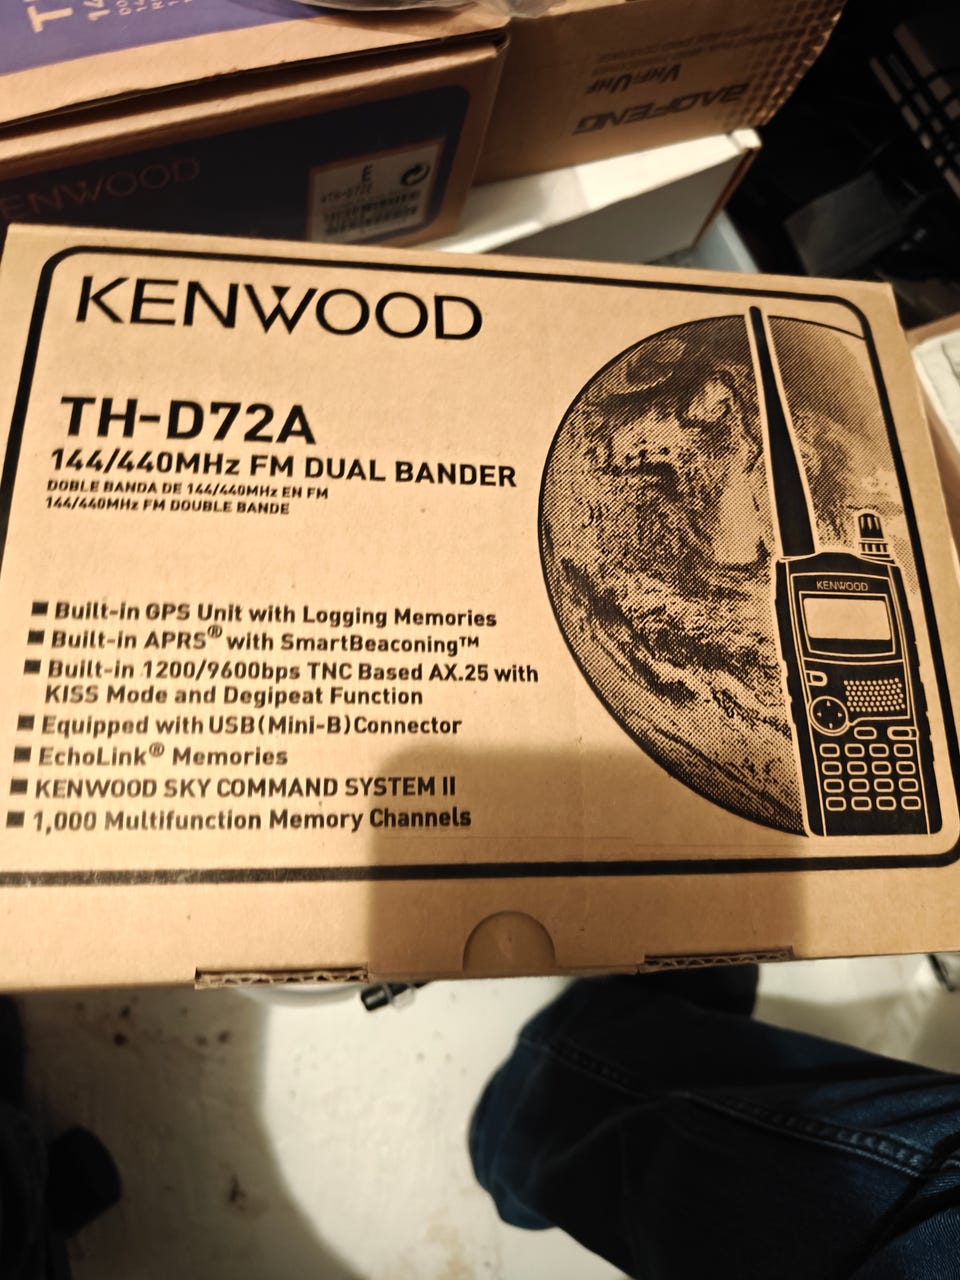 BAOFENG
VHF/UHF
KENWOOD
E
KENWOOD
TH-D72A
144/440MHz FM DUAL BANDER
DOBLE BANDA DE 144/440MHz EN FM
144/440MHz FM DOUBLE BANDE
■ Built-in GPS Unit with Logging Memories
■ Built-in APRS® with SmartBeaconing™
■ Built-in 1200/9600bps TNC Based AX.25 with
KISS Mode and Degipeat Function
■ Equipped with USB(Mini-B)Connector
■ EchoLink® Memories
■ KENWOOD SKY COMMAND SYSTEM II
■ 1,000 Multifunction Memory Channels
KENWOOD